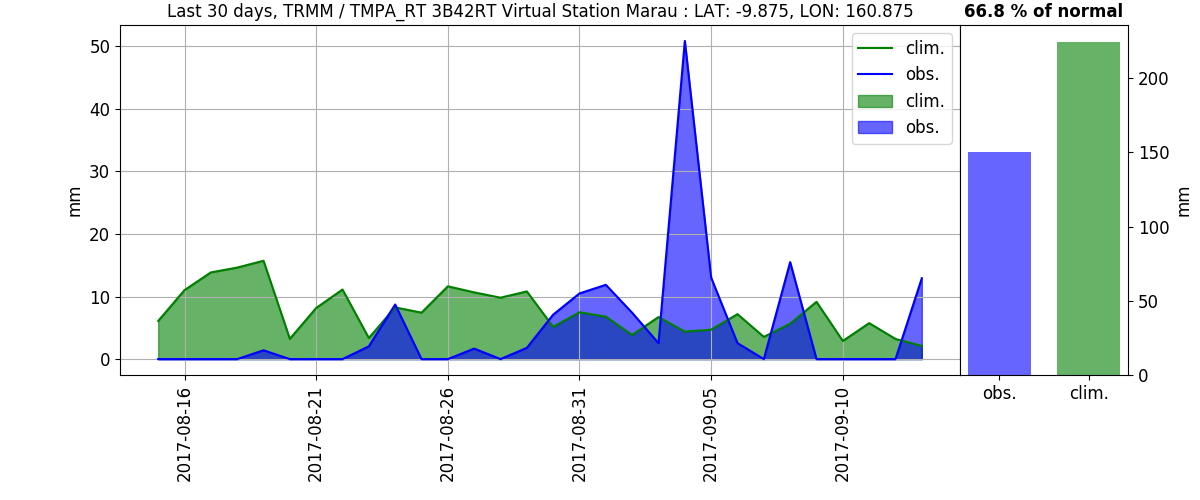 Last 30 days, TRMM / TMPA_RT 3B42RT Virtual Station Marau : LAT: -9.875, LON: 160.875
66.8 % of normal
50
40
30
20
10
0
mm
clim.
obs.
clim.
obs.
2017-08-16
2017-08-21
2017-08-26
2017-08-31
2017-09-05
2017-09-10
200
150
100
50
0
mm
obs.
clim.